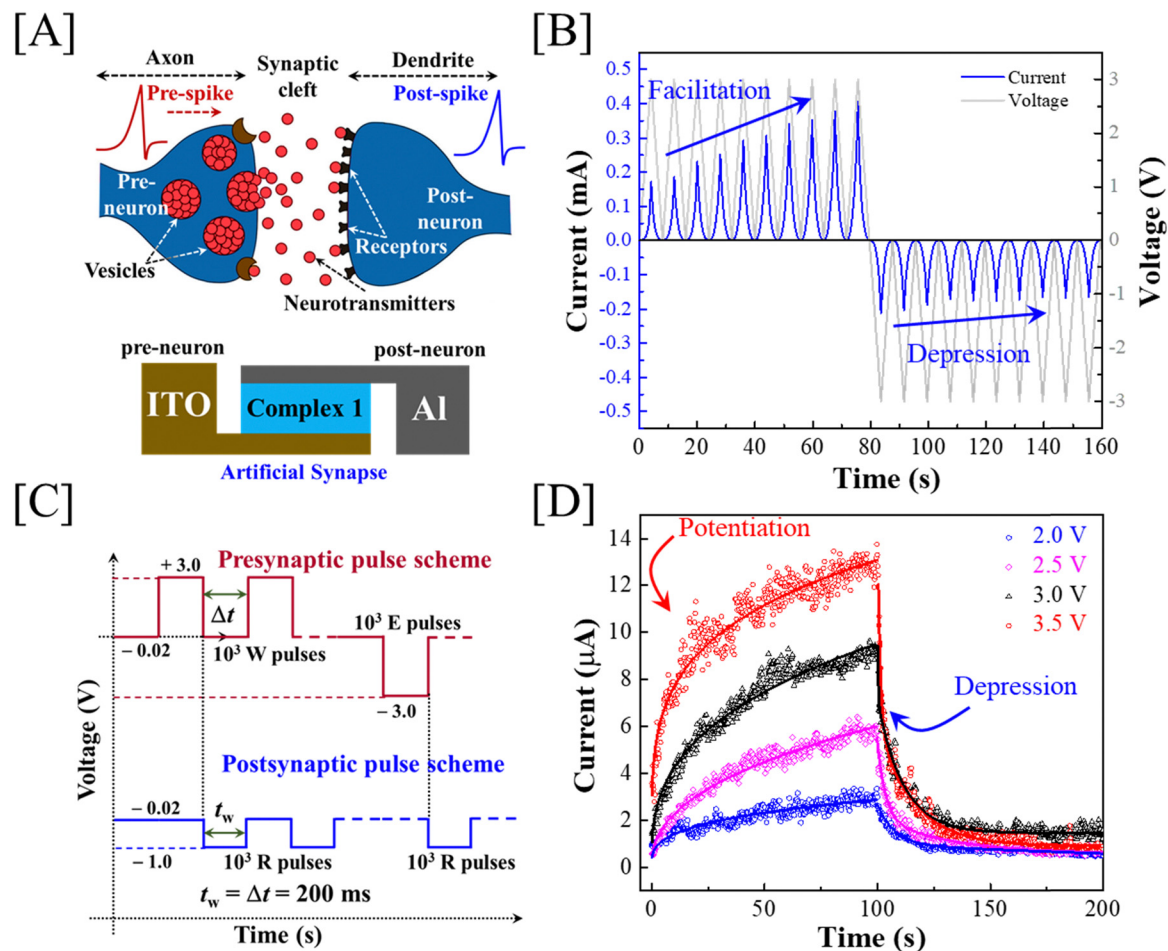 [A]
Axon
Synaptic
cleft
Dendrite
Pre-spike
Post-spike
Pre-
neuron
Post-
neuron
Receptors
Vesicles
Neurotransmitters
pre-neuron
post-neuron
ITO
Complex 1
Al
Artificial Synapse
[B]
Facilitation
Current
Voltage
Depression
Current (mA)
0.5
0.4
0.3
0.2
0.1
0.0
-0.1
-0.2
-0.3
-0.4
-0.5
Voltage (V)
3
2
1
0
-1
-2
-3
0 20 40 60 80 100 120 140 160
Time (s)
[C]
Presynaptic pulse scheme
+ 3.0
Δt
10³ E pulses
– 0.02
10³ W pulses
– 3.0
Voltage (V)
Postsynaptic pulse scheme
– 0.02
tw
– 1.0
10³ R pulses
10³ R pulses
tw = Δt = 200 ms
Time (s)
[D]
Potentiation
2.0 V
2.5 V
3.0 V
3.5 V
Depression
Current (μA)
14
12
10
8
6
4
2
0
0 50 100 150 200
Time (s)